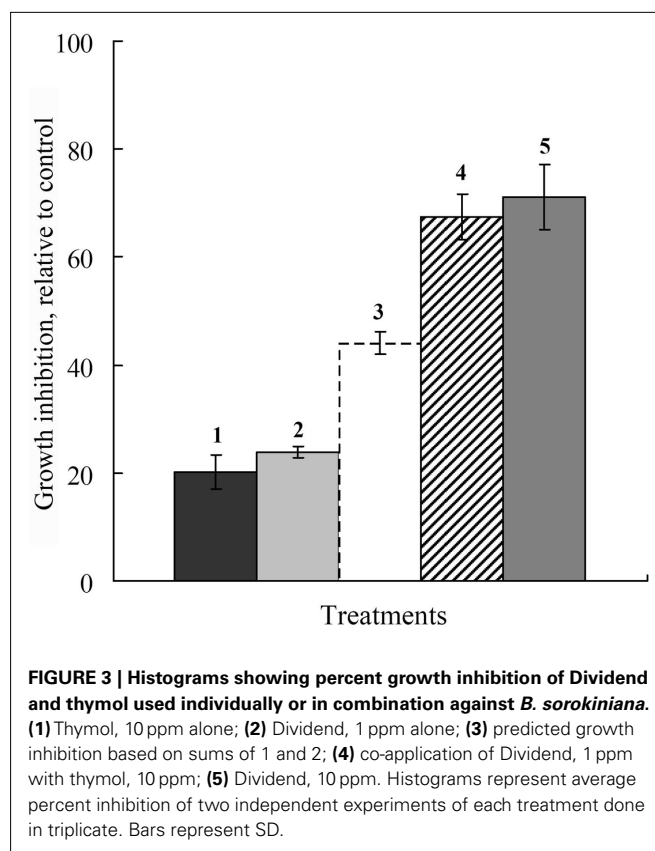 100
80
60
40
20
0
Growth inhibition, relative to control
1
2
3
4
5
Treatments
FIGURE 3 | Histograms showing percent growth inhibition of Dividend
and thymol used individually or in combination against B. sorokiniana.
(1) Thymol, 10 ppm alone; (2) Dividend, 1 ppm alone; (3) predicted growth
inhibition based on sums of 1 and 2; (4) co-application of Dividend, 1 ppm
with thymol, 10 ppm; (5) Dividend, 10 ppm. Histograms represent average
percent inhibition of two independent experiments of each treatment done
in triplicate. Bars represent SD.